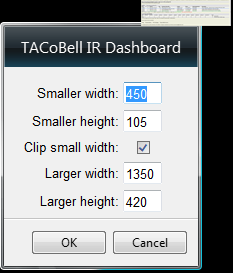 TACoBell IR Dashboard
Smaller width: 450
Smaller height: 105
Clip small width:
Larger width: 1350
Larger height: 420
OK Cancel